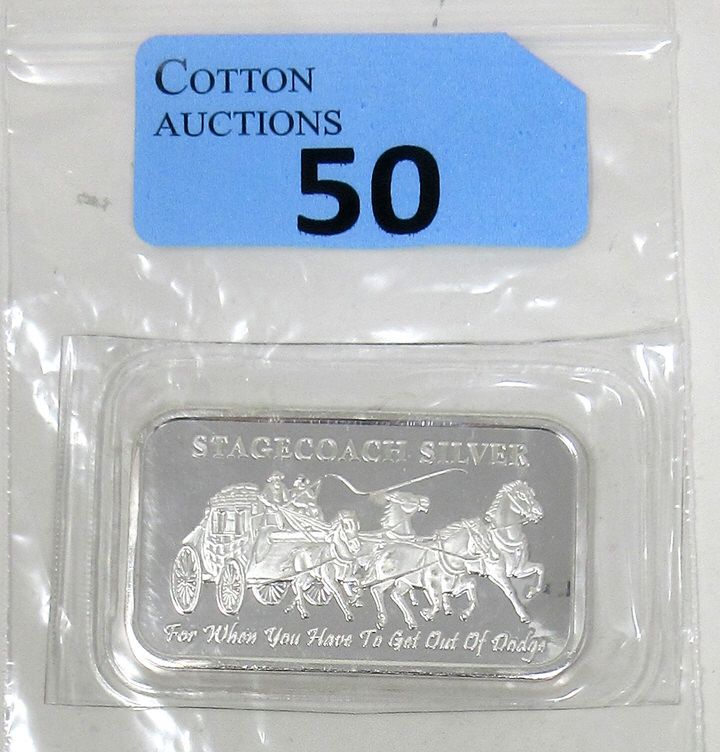 COTTON
AUCTIONS
50
STAGECOACH SILVER
For When You Have To Get Out Of Dodge